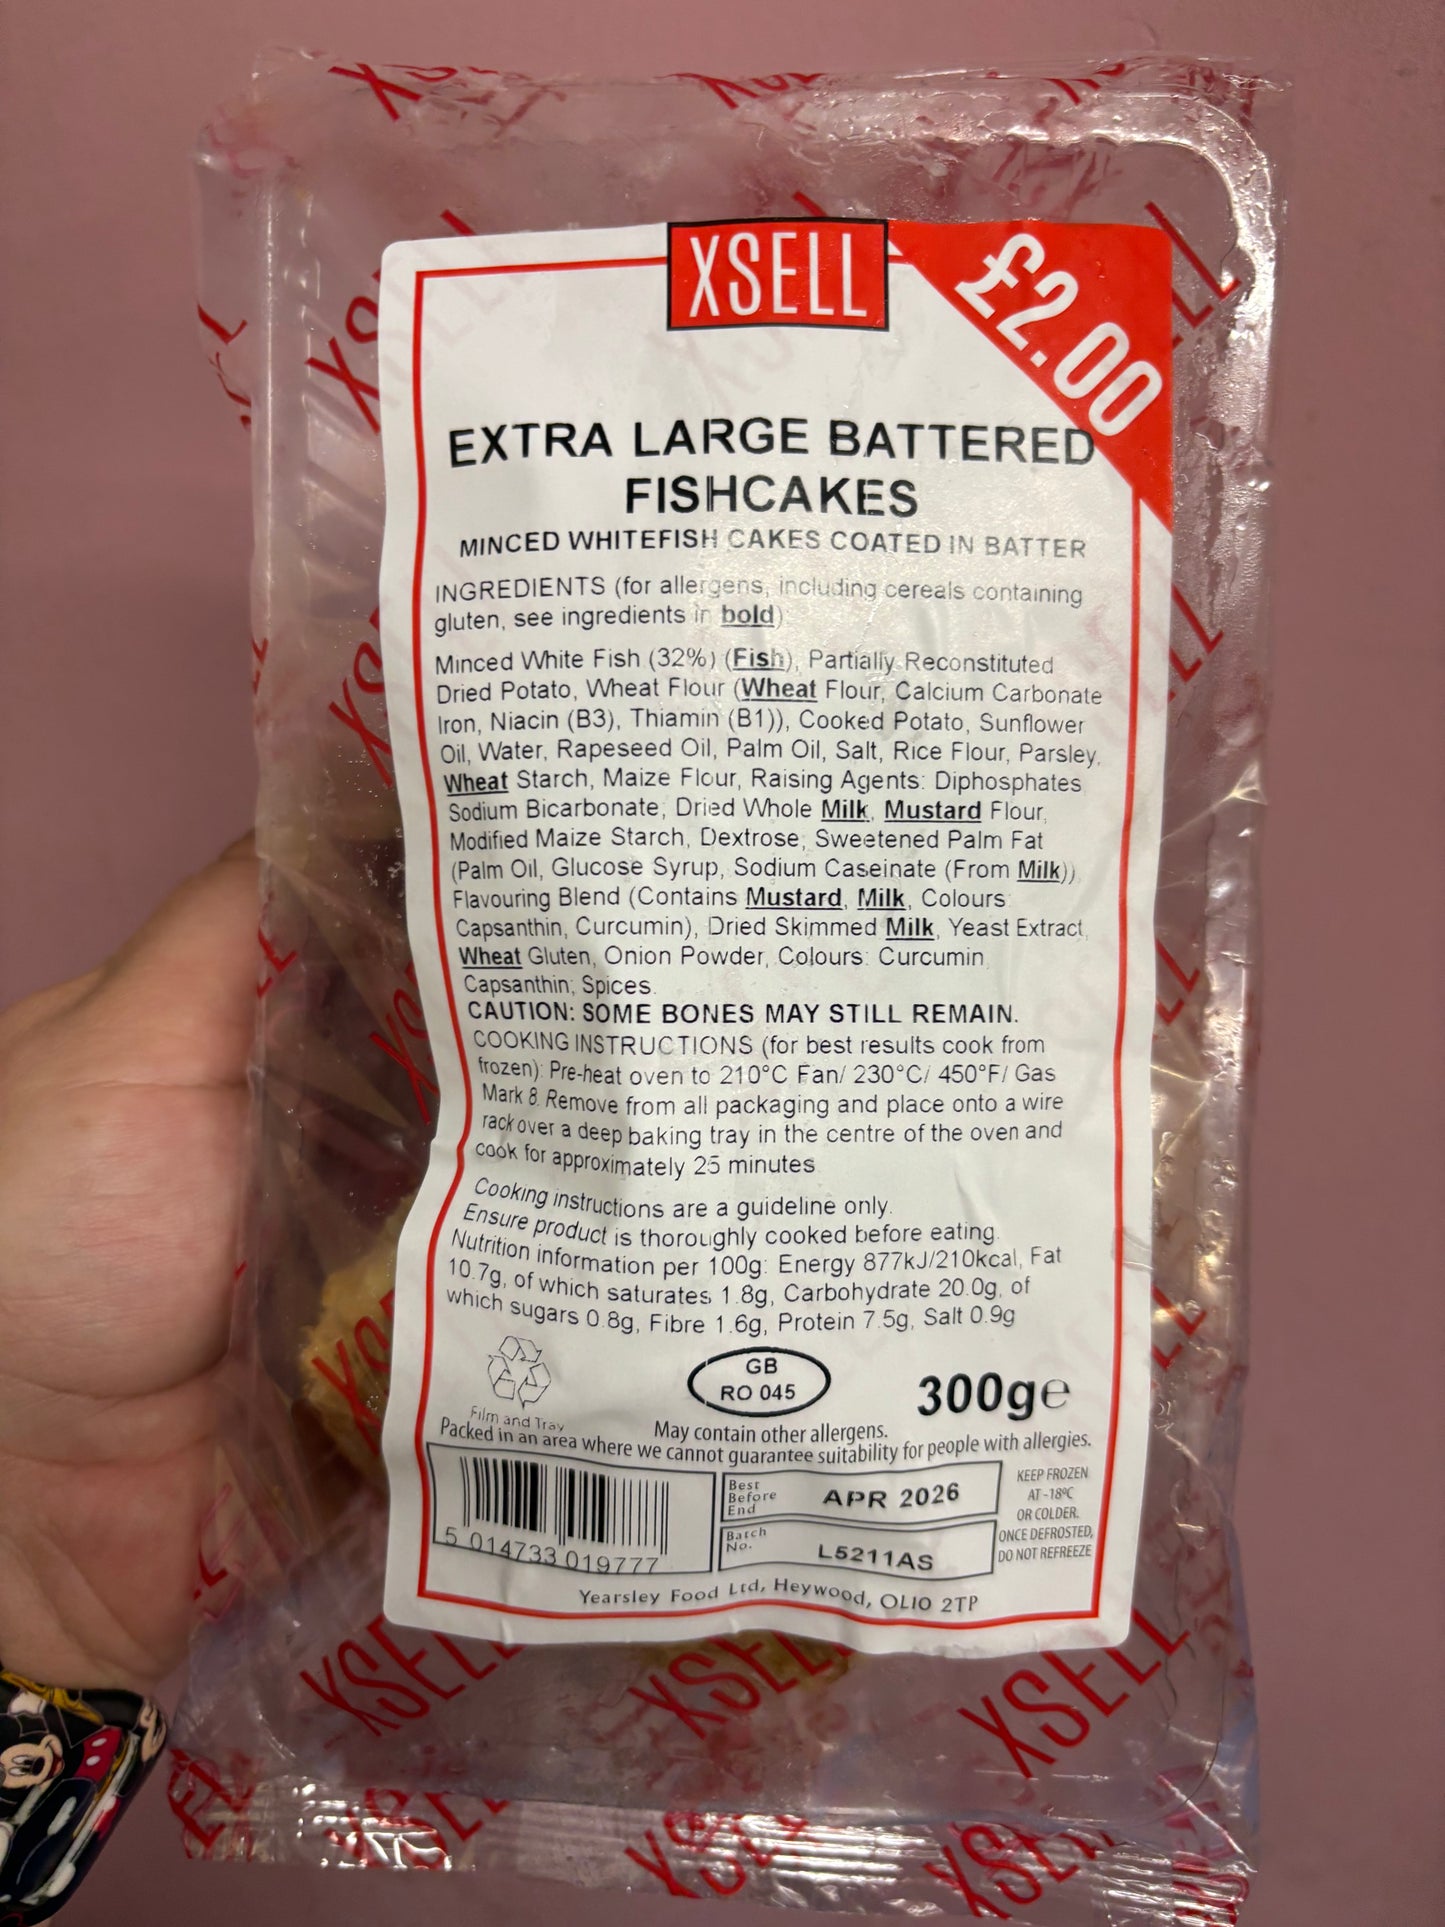 XSELL
£2.00
EXTRA LARGE BATTERED
FISHCAKES
MINCED WHITEFISH CAKES COATED IN BATTER
INGREDIENTS (for allergens, including cereals containing
gluten, see ingredients in bold)
Minced White Fish (32%) (Fish), Partially Reconstituted
Dried Potato, Wheat Flour (Wheat Flour, Calcium Carbonate
Iron, Niacin (B3), Thiamin (B1)), Cooked Potato, Sunflower
Oil, Water, Rapeseed Oil, Palm Oil, Salt, Rice Flour, Parsley,
Wheat Starch, Maize Flour, Raising Agents: Diphosphates
Sodium Bicarbonate; Dried Whole Milk, Mustard Flour,
Modified Maize Starch, Dextrose, Sweetened Palm Fat
(Palm Oil, Glucose Syrup, Sodium Caseinate (From Milk))
Flavouring Blend (Contains Mustard, Milk, Colours:
Capsanthin, Curcumin), Dried Skimmed Milk, Yeast Extract,
Wheat Gluten, Onion Powder, Colours: Curcumin,
Capsanthin; Spices.
CAUTION: SOME BONES MAY STILL REMAIN.
COOKING INSTRUCTIONS (for best results cook from
frozen): Pre-heat oven to 210°C Fan/ 230°C/ 450°F/ Gas
Mark 8. Remove from all packaging and place onto a wire
rack over a deep baking tray in the centre of the oven and
cook for approximately 25 minutes
Cooking instructions are a guideline only.
Ensure product is thoroughly cooked before eating.
Nutrition information per 100g: Energy 877kJ/210kcal, Fat
10.7g, of which saturates 1.8g, Carbohydrate 20.0g, of
which sugars 0.8g, Fibre 1.6g, Protein 7.5g, Salt 0.9g
Film and Tray
GB
RO 045
300g℮
May contain other allergens.
Packed in an area where we cannot guarantee suitability for people with allergies.
5 014733 019777
Best
Before
End
APR 2026
Batch
No.
L5211AS
KEEP FROZEN
AT -18ºC
OR COLDER.
ONCE DEFROSTED,
DO NOT REFREEZE
Yearsley Food Ltd, Heywood, OL10 2TP
XSELL
XSELL
XSELL